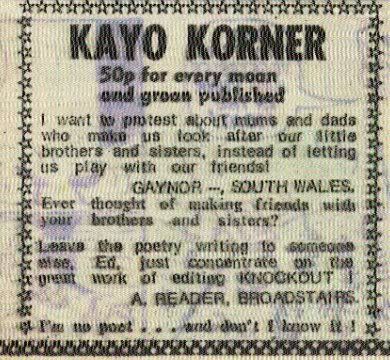 KAYO KORNER
50p for every moan
and groan published
I want to protest about mums and dads
who make us look after our little
brothers and sisters, instead of letting
us play with our friends!
GAYNOR —, SOUTH WALES.
Ever thought of making friends with
your brothers and sisters?
Leave the poetry writing to someone
else, Ed, just concentrate on the
great work of editing KNOCKOUT !
A. READER, BROADSTAIRS.
I'm no poet . . . and don't I know it !